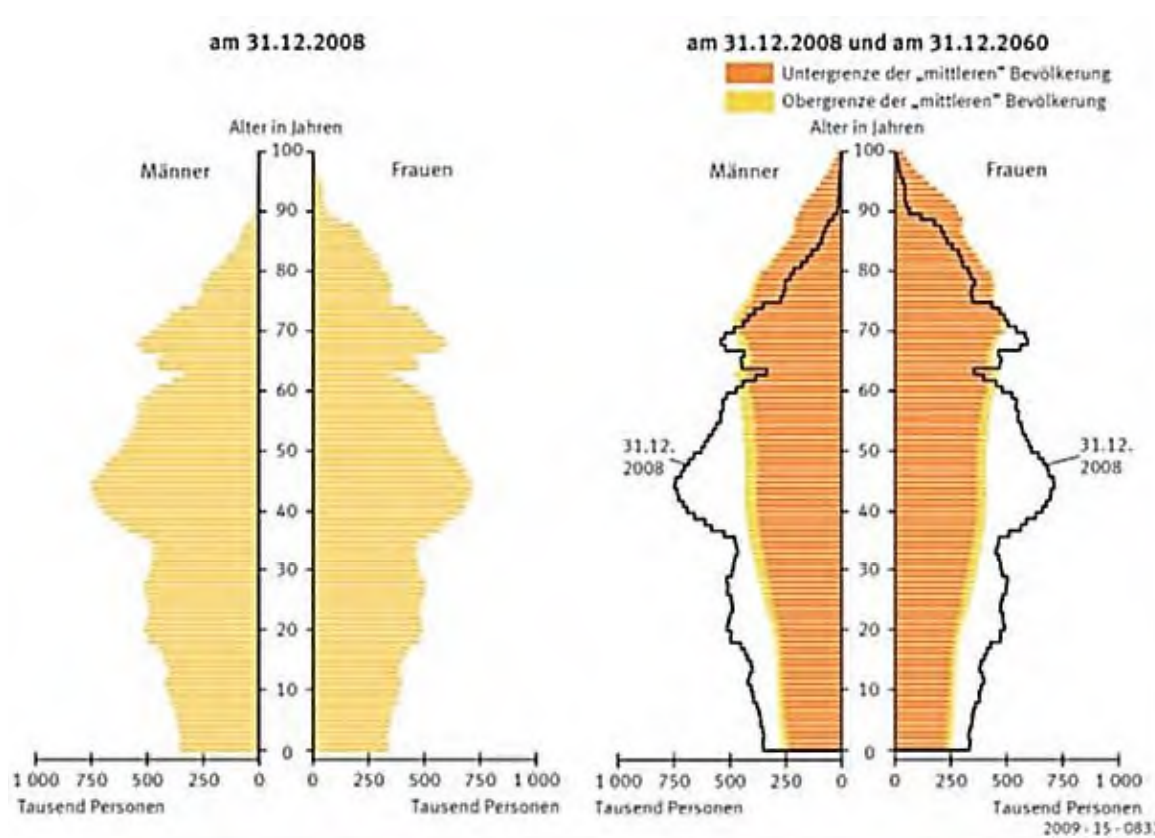 am 31.12.2008
Alter in Jahren
Männer
Frauen
100
90
80
70
60
50
40
30
20
10
0
1 000 750 500 250 0
0 250 500 750 1 000
Tausend Personen
Tausend Personen
am 31.12.2008 und am 31.12.2060
Untergrenze der „mittleren" Bevölkerung
Obergrenze der „mittleren" Bevölkerung
Alter in Jahren
Männer
Frauen
100
90
80
70
60
50
40
30
20
10
0
31.12.
2008
31.12.
2008
1 000 750 500 250 0
0 250 500 750 1 000
Tausend Personen
Tausend Personen